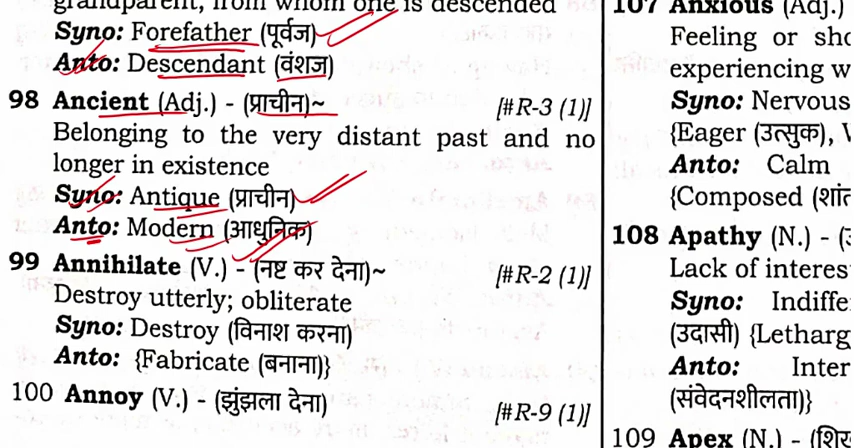 grandparent, from whom one is descended
Syno: Forefather (पूर्वज)
Anto: Descendant (वंशज)
98 Ancient (Adj.) - (प्राचीन)~ [#R-3 (1)]
Belonging to the very distant past and no
longer in existence
Syno: Antique (प्राचीन)
Anto: Modern (आधुनिक)
99 Annihilate (V.) - (नष्ट कर देना)~ [#R-2 (1)]
Destroy utterly; obliterate
Syno: Destroy (विनाश करना)
Anto: {Fabricate (बनाना)}
100 Annoy (V.) - (झुंझला देना) [#R-9 (1)]
107 Anxious (Adj.)
Feeling or sho
experiencing w
Syno: Nervous
{Eager (उत्सुक),
Anto: Calm
{Composed (शांत
108 Apathy (N.) -
Lack of interes
Syno: Indiffe
(उदासी) {Letharg
Anto: Inter
(संवेदनशीलता)}
109 Apex (N.) - (शिख